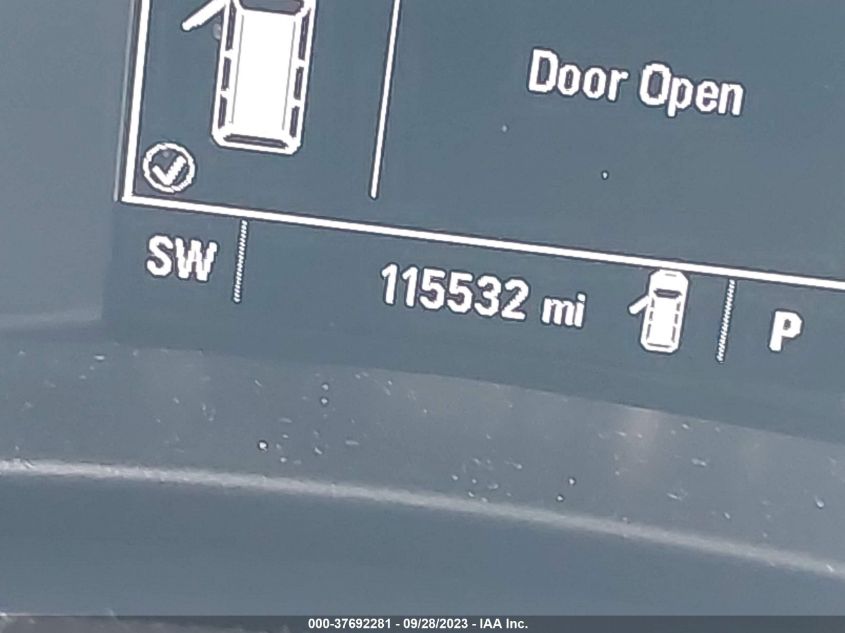 Door Open
SW 115532 mi P
000-37692281 - 09/28/2023 - IAA Inc.